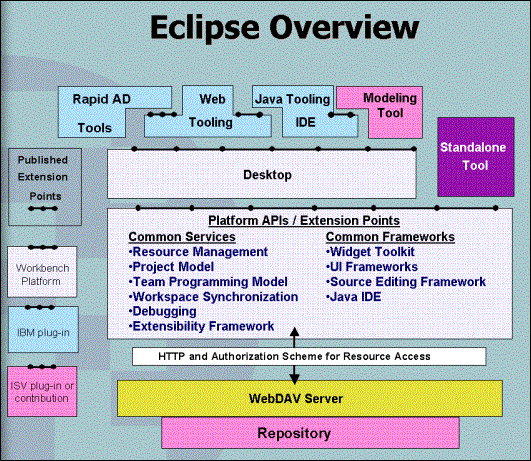 Eclipse Overview
Rapid AD
Tools
Web
Tooling
Java Tooling
IDE
Modeling
Tool
Standalone
Tool
Published
Extension
Points
Desktop
Platform APIs / Extension Points
Common Services
•Resource Management
•Project Model
•Team Programming Model
•Workspace Synchronization
•Debugging
•Extensibility Framework
Common Frameworks
•Widget Toolkit
•UI Frameworks
•Source Editing Framework
•Java IDE
Workbench
Platform
IBM plug-in
ISV plug-in or
contribution
HTTP and Authorization Scheme for Resource Access
WebDAV Server
Repository